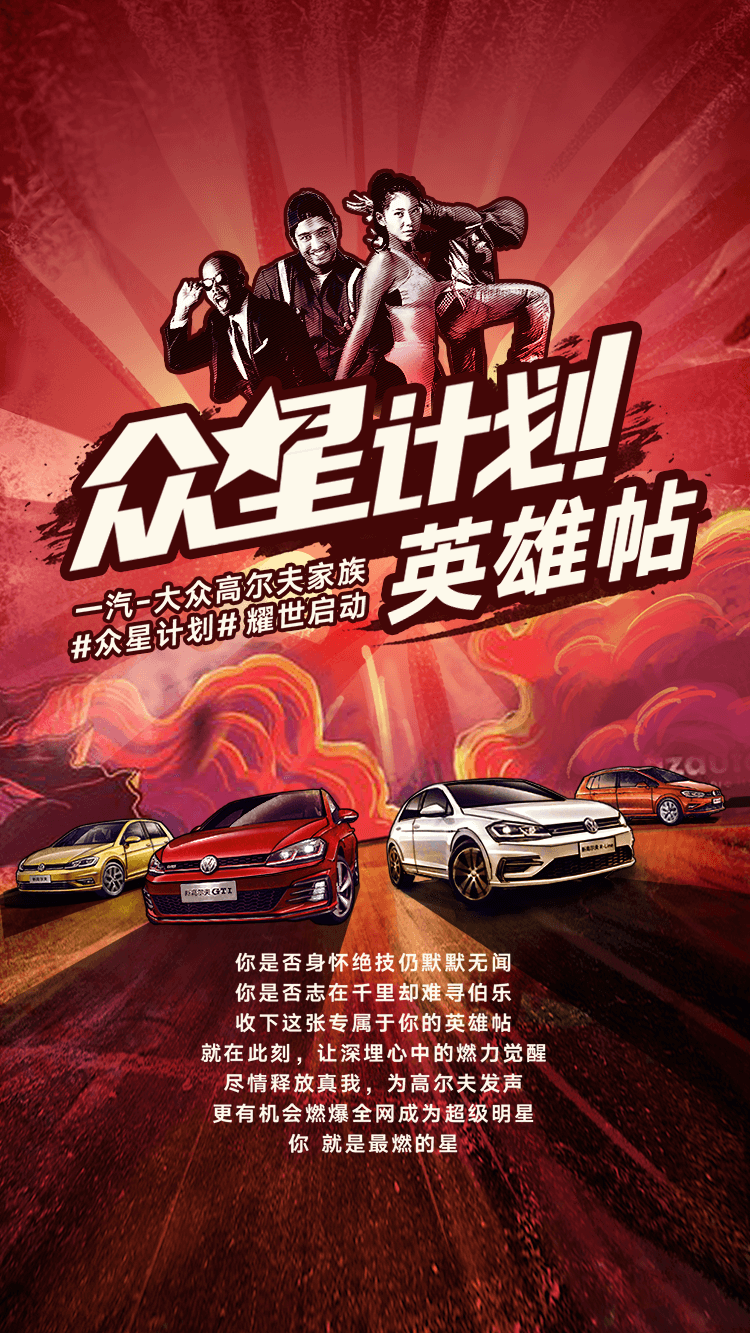 众星计划
英雄帖
一汽-大众高尔夫家族
#众星计划# 耀世启动
GTI
R-Line
你是否身怀绝技仍默默无闻
你是否志在千里却难寻伯乐
收下这张专属于你的英雄帖
就在此刻，让深埋心中的燃力觉醒
尽情释放真我，为高尔夫发声
更有机会燃爆全网成为超级明星
你 就是最燃的星